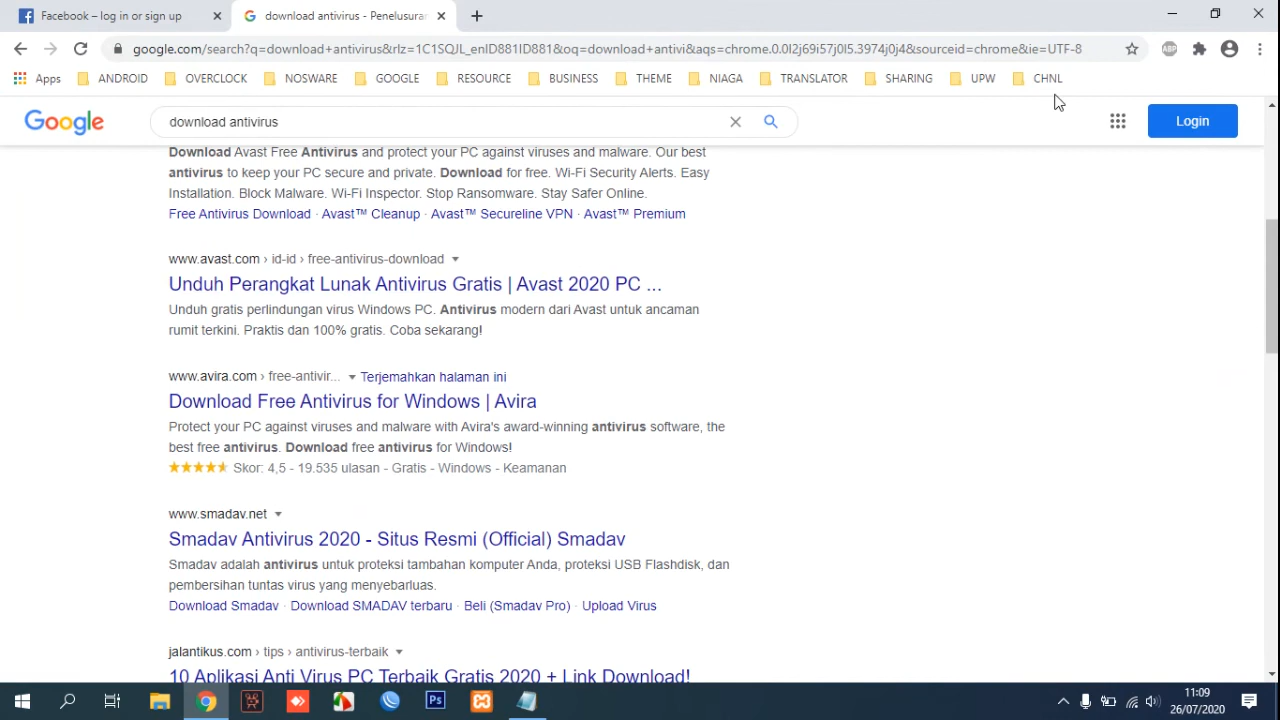 Facebook – log in or sign up
download antivirus - Penelusuran
google.com/search?q=download+antivirus&rlz=1C1SQJL_enID881ID881&oq=download+antivi&aqs=chrome.0.0l2j69i57j0l5.3974j0j4&sourceid=chrome&ie=UTF-8
ABP
Apps ANDROID OVERCLOCK NOSWARE GOOGLE RESOURCE BUSINESS THEME NIAGA TRANSLATOR SHARING UPW CHNL
Google
download antivirus
Login
Download Avast Free Antivirus and protect your PC against viruses and malware. Our best
antivirus to keep your PC secure and private. Download for free. Wi-Fi Security Alerts. Easy
Installation. Block Malware. Wi-Fi Inspector. Stop Ransomware. Stay Safer Online.
Free Antivirus Download · Avast™ Cleanup · Avast™ Secureline VPN · Avast™ Premium
www.avast.com › id-id › free-antivirus-download
Unduh Perangkat Lunak Antivirus Gratis | Avast 2020 PC ...
Unduh gratis perlindungan virus Windows PC. Antivirus modern dari Avast untuk ancaman
rumit terkini. Praktis dan 100% gratis. Coba sekarang!
www.avira.com › free-antivir... Terjemahkan halaman ini
Download Free Antivirus for Windows | Avira
Protect your PC against viruses and malware with Avira's award-winning antivirus software, the
best free antivirus. Download free antivirus for Windows!
Skor: 4,5 - 19.535 ulasan - Gratis - Windows - Keamanan
www.smadav.net
Smadav Antivirus 2020 - Situs Resmi (Official) Smadav
Smadav adalah antivirus untuk proteksi tambahan komputer Anda, proteksi USB Flashdisk, dan
pembersihan tuntas virus yang menyebarluas.
Download Smadav · Download SMADAV terbaru · Beli (Smadav Pro) · Upload Virus
jalantikus.com › tips › antivirus-terbaik
10 Aplikasi Anti Virus PC Terbaik Gratis 2020 + Link Download!
Ps
11:09
26/07/2020